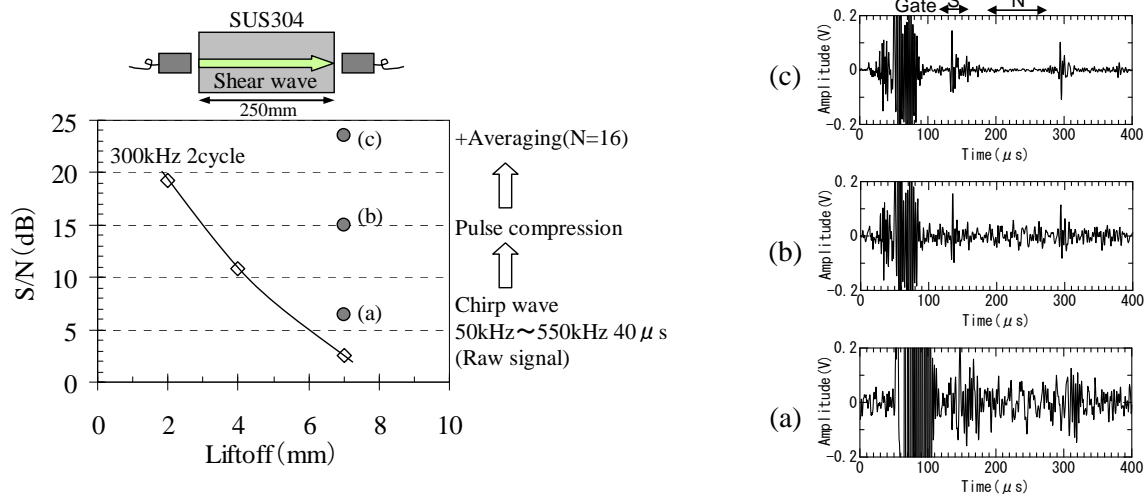 SUS304
Shear wave
250mm
S/N(dB)
25
20
15
10
5
0
300kHz 2cycle
(c)
(b)
(a)
0 2 4 6 8 10
Liftoff(mm)
+Averaging(N=16)
Pulse compression
Chirp wave
50kHz~550kHz 40μs
(Raw signal)
Gate S N
(c)
Amplitude(V)
0.2
0
-0.2
0 100 200 300 400
Time(μs)
(b)
Amplitude(V)
0.2
0
-0.2
0 100 200 300 400
Time(μs)
(a)
Amplitude(V)
0.2
0
-0.2
0 100 200 300 400
Time(μs)